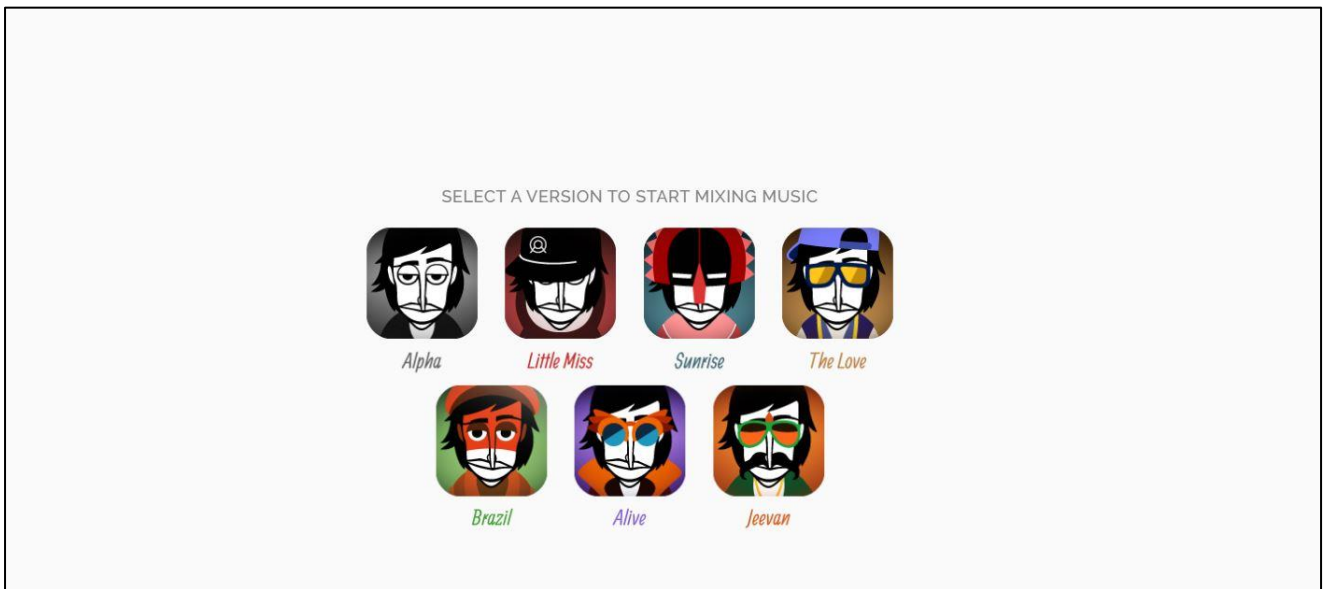 SELECT A VERSION TO START MIXING MUSIC
Alpha Little Miss Sunrise The Love
Brazil Alive Jeevan